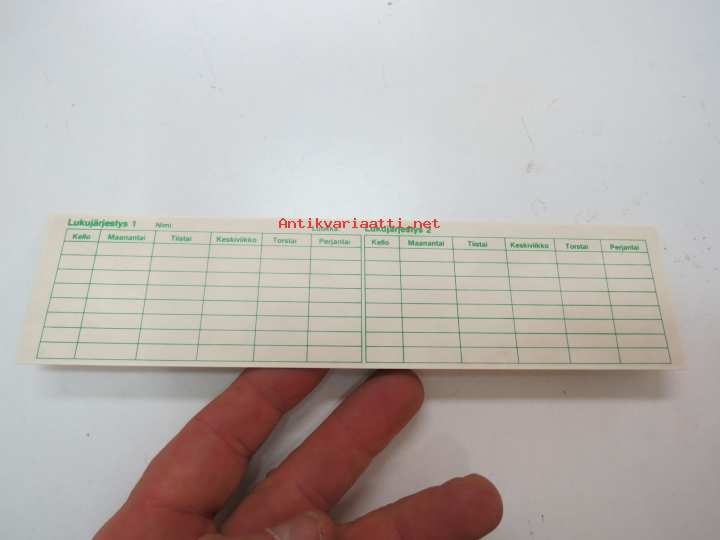 Antikvariaatti.net
Lukujärjestys 1 Nimi: Luokka:
Kello Maanantai Tiistai Keskiviikko Torstai Perjantai
Lukujärjestys 2
Kello Maanantai Tiistai Keskiviikko Torstai Perjantai